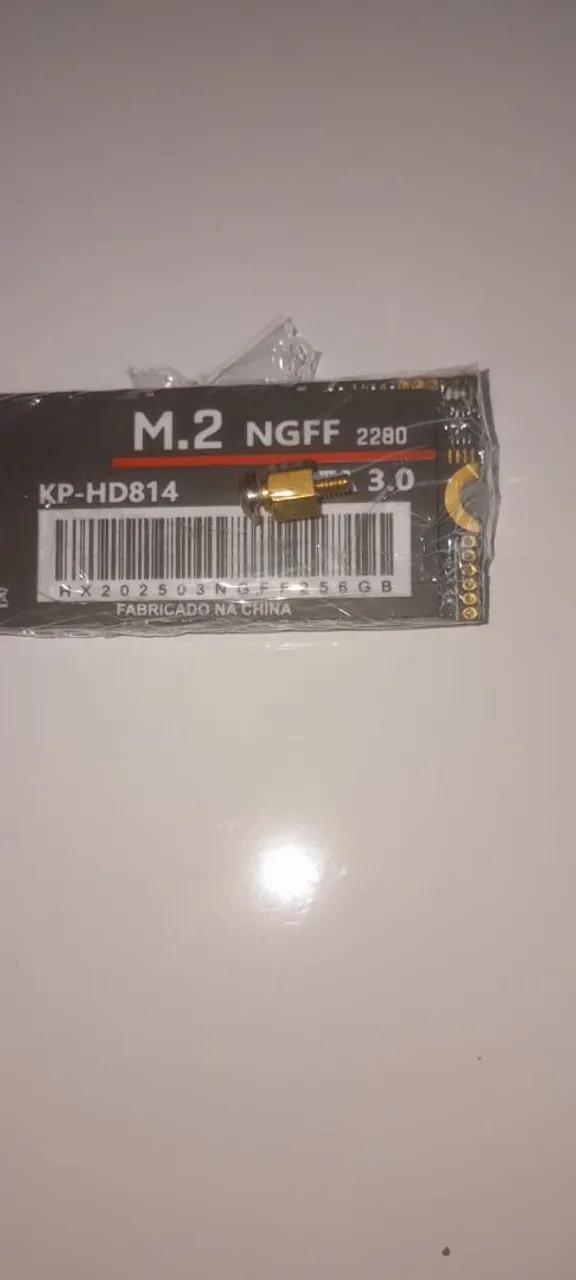 M.2 NGFF 2280
KP-HD814
3.0
HX202503NGFF256GB
FABRICADO NA CHINA